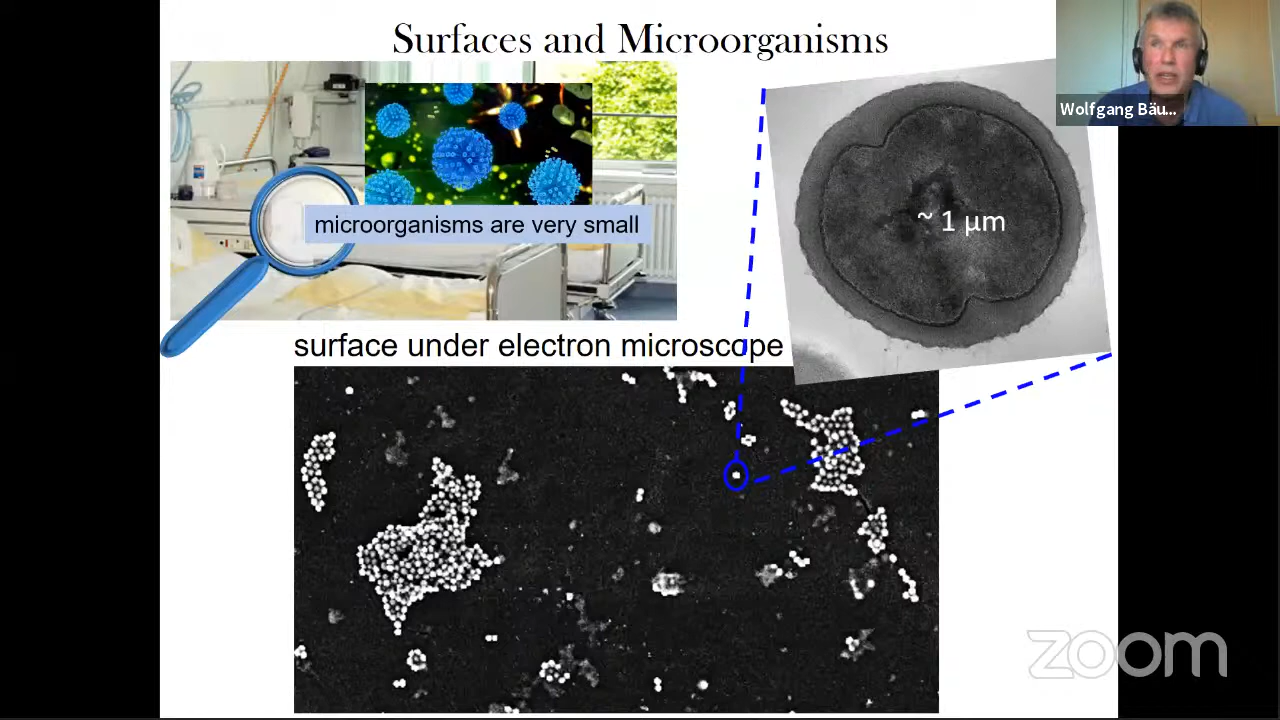 Surfaces and Microorganisms
Wolfgang Bäu...
microorganisms are very small
~ 1 µm
surface under electron microscope
zoom